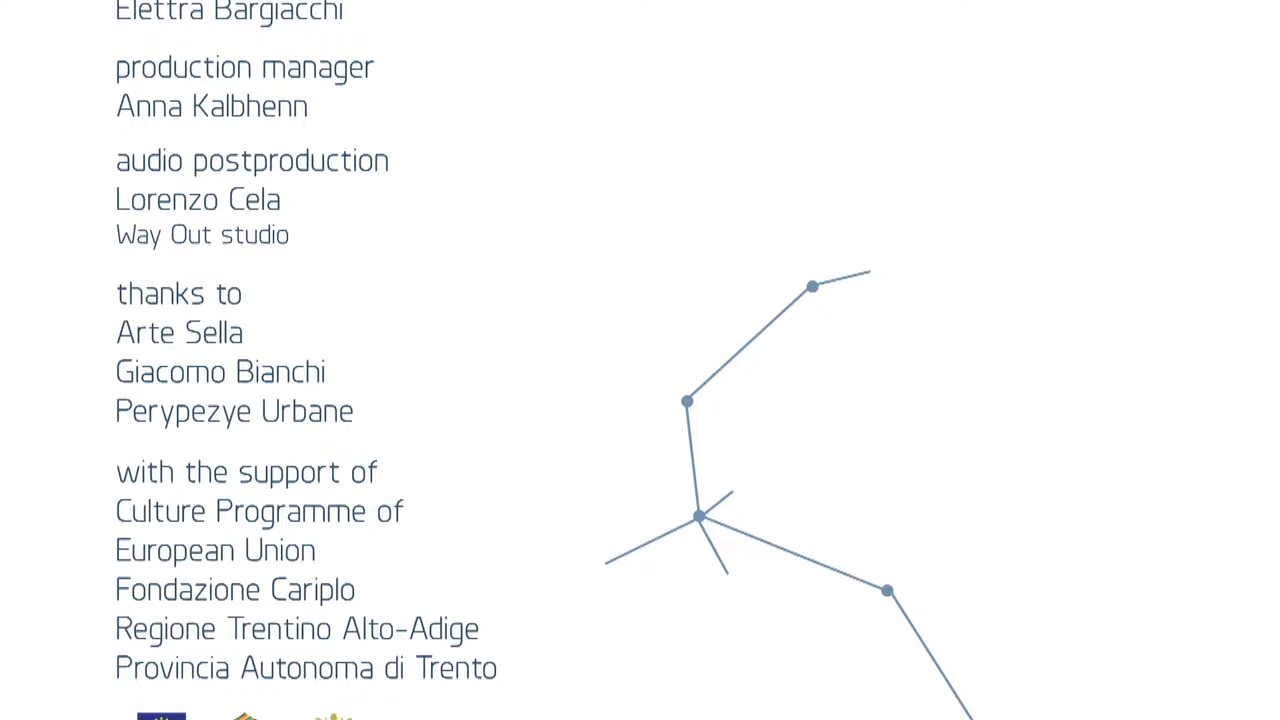 Elettra Bargiacchi
production manager
Anna Kalbhenn
audio postproduction
Lorenzo Cela
Way Out studio
thanks to
Arte Sella
Giacomo Bianchi
Perypezye Urbane
with the support of
Culture Programme of
European Union
Fondazione Cariplo
Regione Trentino Alto-Adige
Provincia Autonoma di Trento